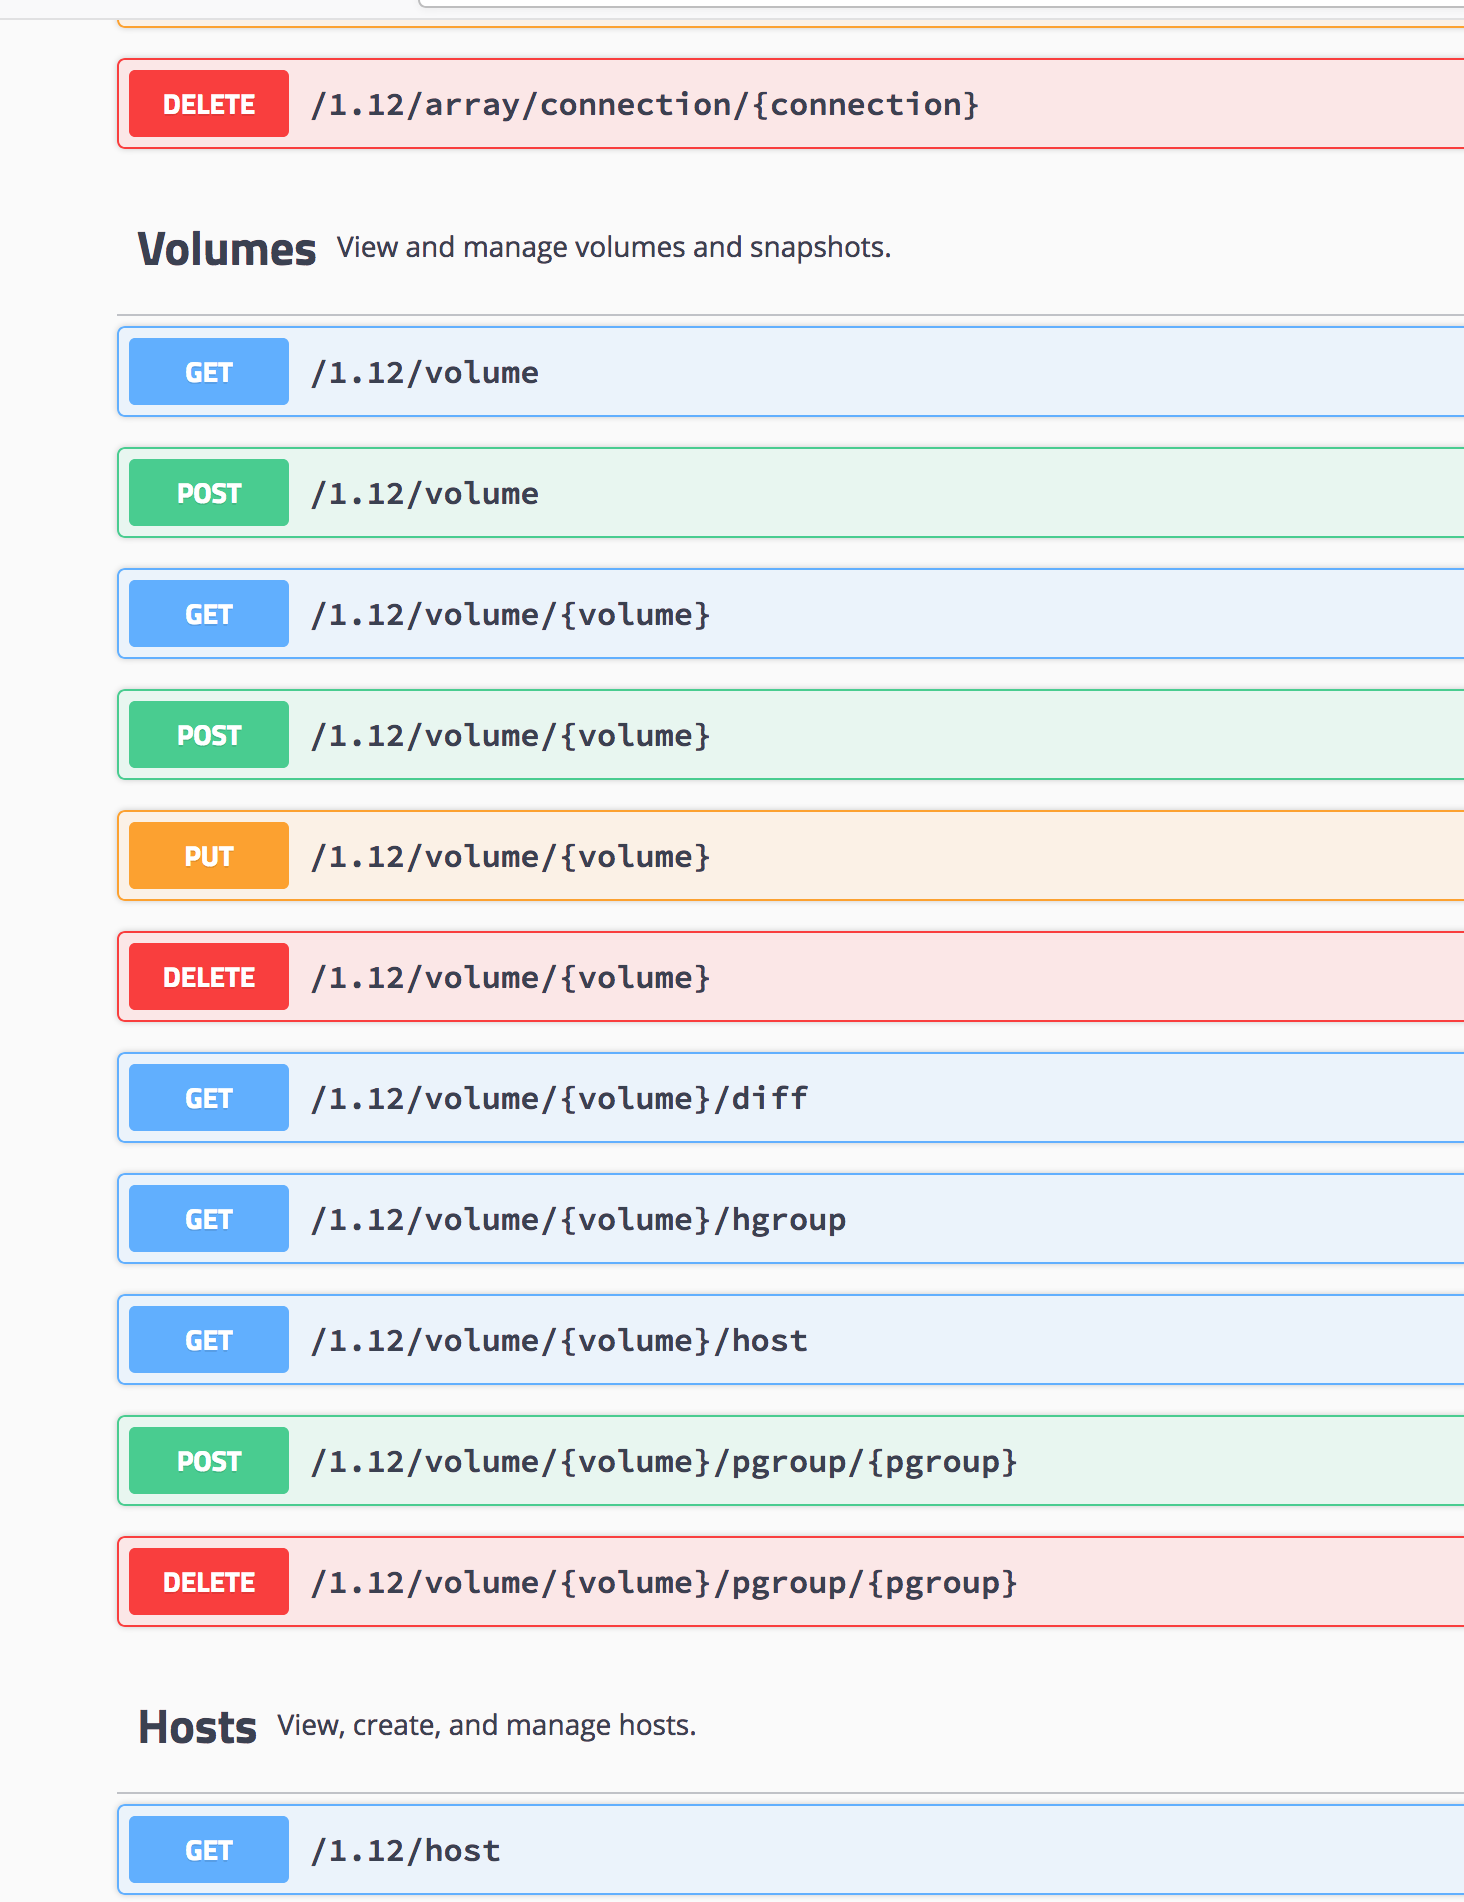 DELETE /1.12/array/connection/{connection}
Volumes View and manage volumes and snapshots.
GET /1.12/volume
POST /1.12/volume
GET /1.12/volume/{volume}
POST /1.12/volume/{volume}
PUT /1.12/volume/{volume}
DELETE /1.12/volume/{volume}
GET /1.12/volume/{volume}/diff
GET /1.12/volume/{volume}/hgroup
GET /1.12/volume/{volume}/host
POST /1.12/volume/{volume}/pgroup/{pgroup}
DELETE /1.12/volume/{volume}/pgroup/{pgroup}
Hosts View, create, and manage hosts.
GET /1.12/host